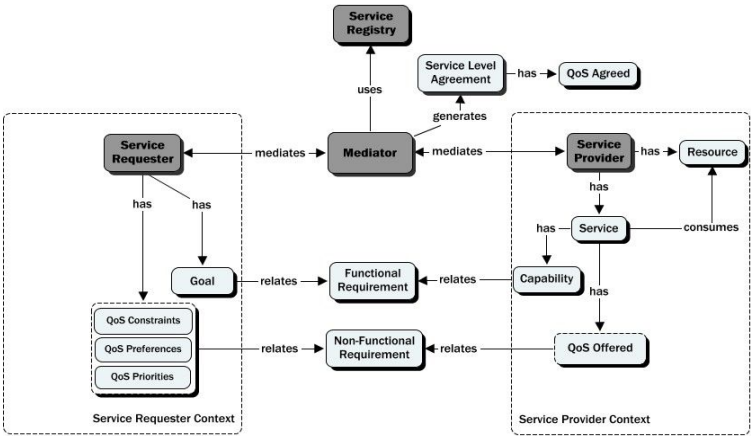 Service
Registry
Service Level
Agreement
has
QoS Agreed
uses
generates
Service
Requester
mediates
Mediator
mediates
Service
Provider
has
Resource
has
has
has
has
Service
consumes
Goal
relates
Functional
Requirement
relates
Capability
has
QoS Constraints
QoS Preferences
QoS Priorities
relates
Non-Functional
Requirement
relates
QoS Offered
Service Requester Context
Service Provider Context